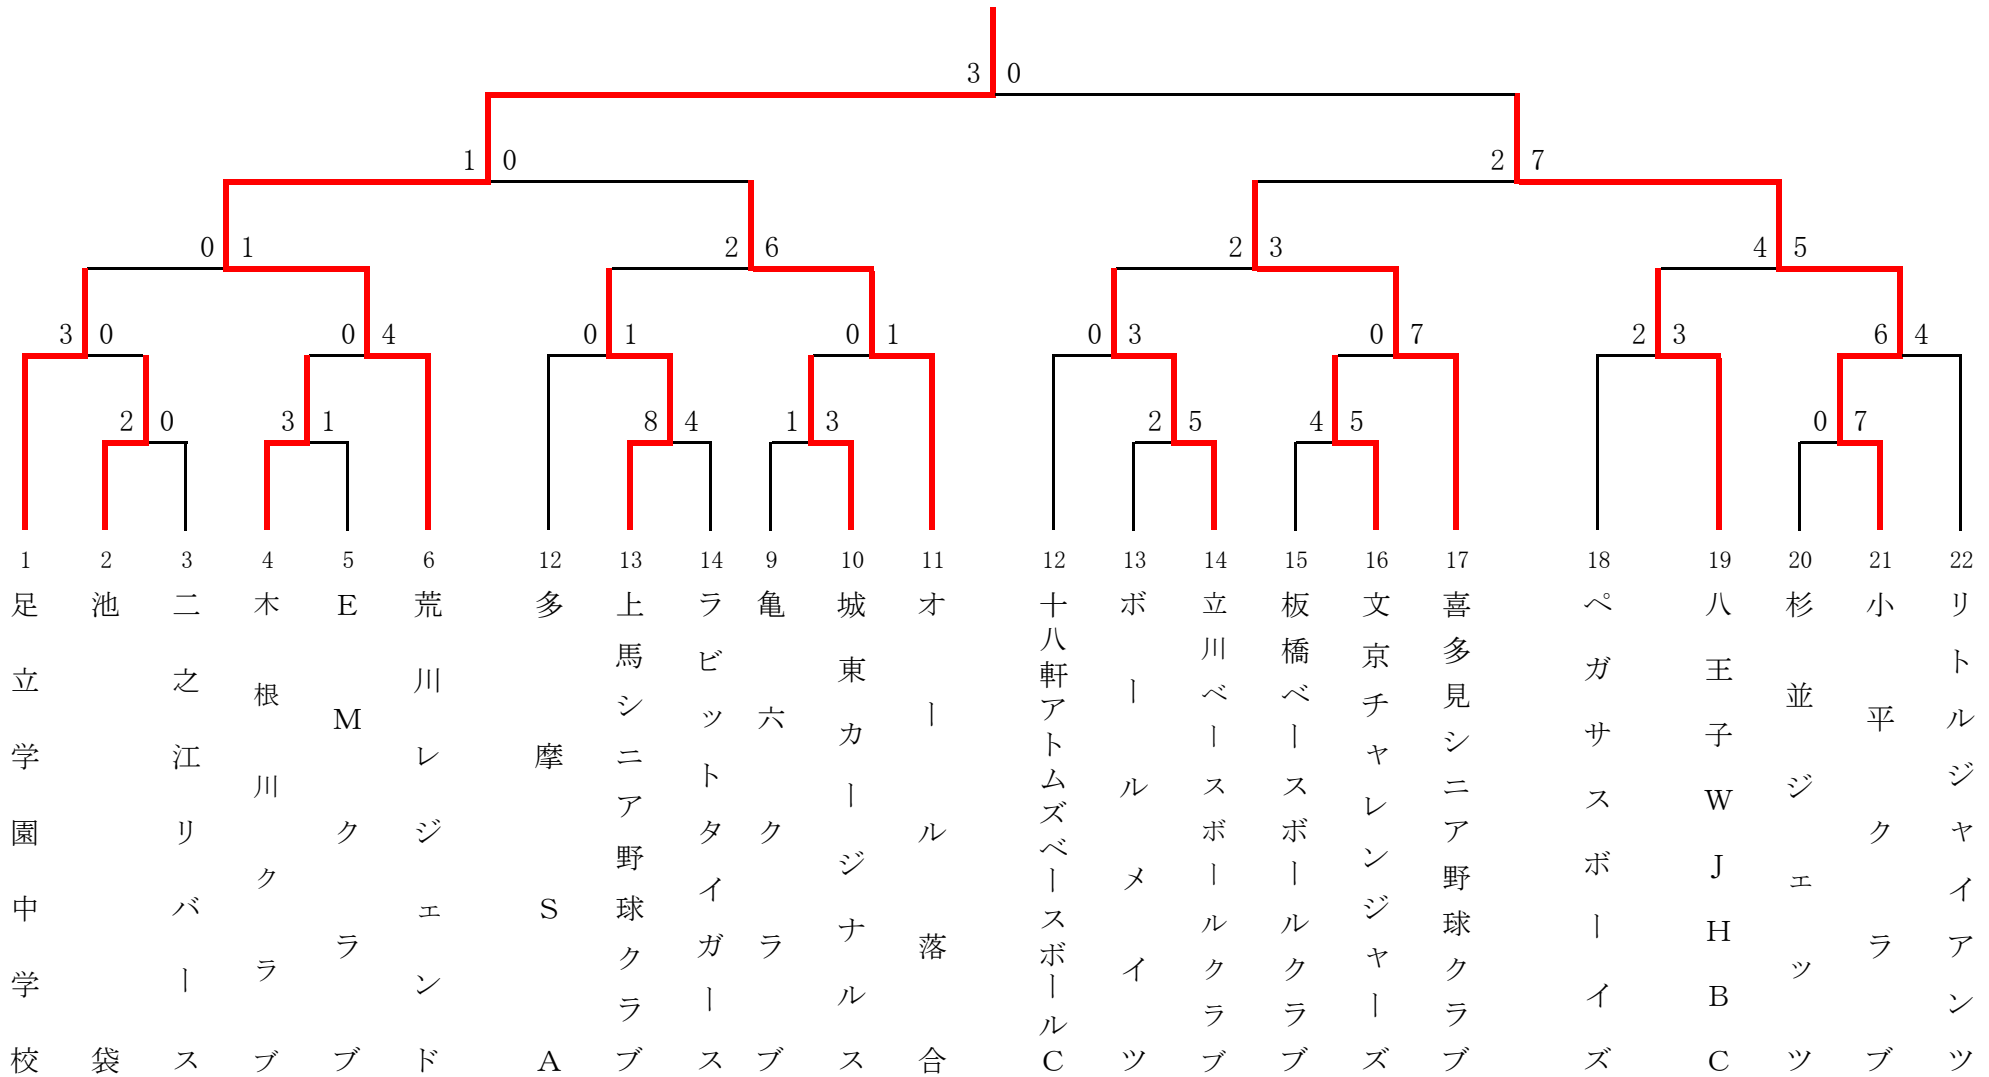 3 0
1 0
2 7
0 1
2 6
2 3
4 5
3 0
0 4
0 1
0 1
0 3
0 7
2 3
6 4
2 0
3 1
8 4
1 3
2 5
4 5
0 7
1 足立学園中学校
2 池袋
3 二之江リバース
4 木根川クラブ
5 EMクラブ
6 荒川レジェンド
12 多摩SA
13 上馬シニア野球クラブ
14 ラビットタイガース
9 亀六クラブ
10 城東カージナルス
11 オール落合
12 十八軒アトムズベースボールC
13 ボールメイツ
14 立川ベースボールクラブ
15 板橋ベースボールクラブ
16 文京チャレンジャーズ
17 喜多見シニア野球クラブ
18 ペガサスボーイズ
19 八王子WJHBC
20 杉並ジェッツ
21 小平クラブ
22 リトルジャイアンツ